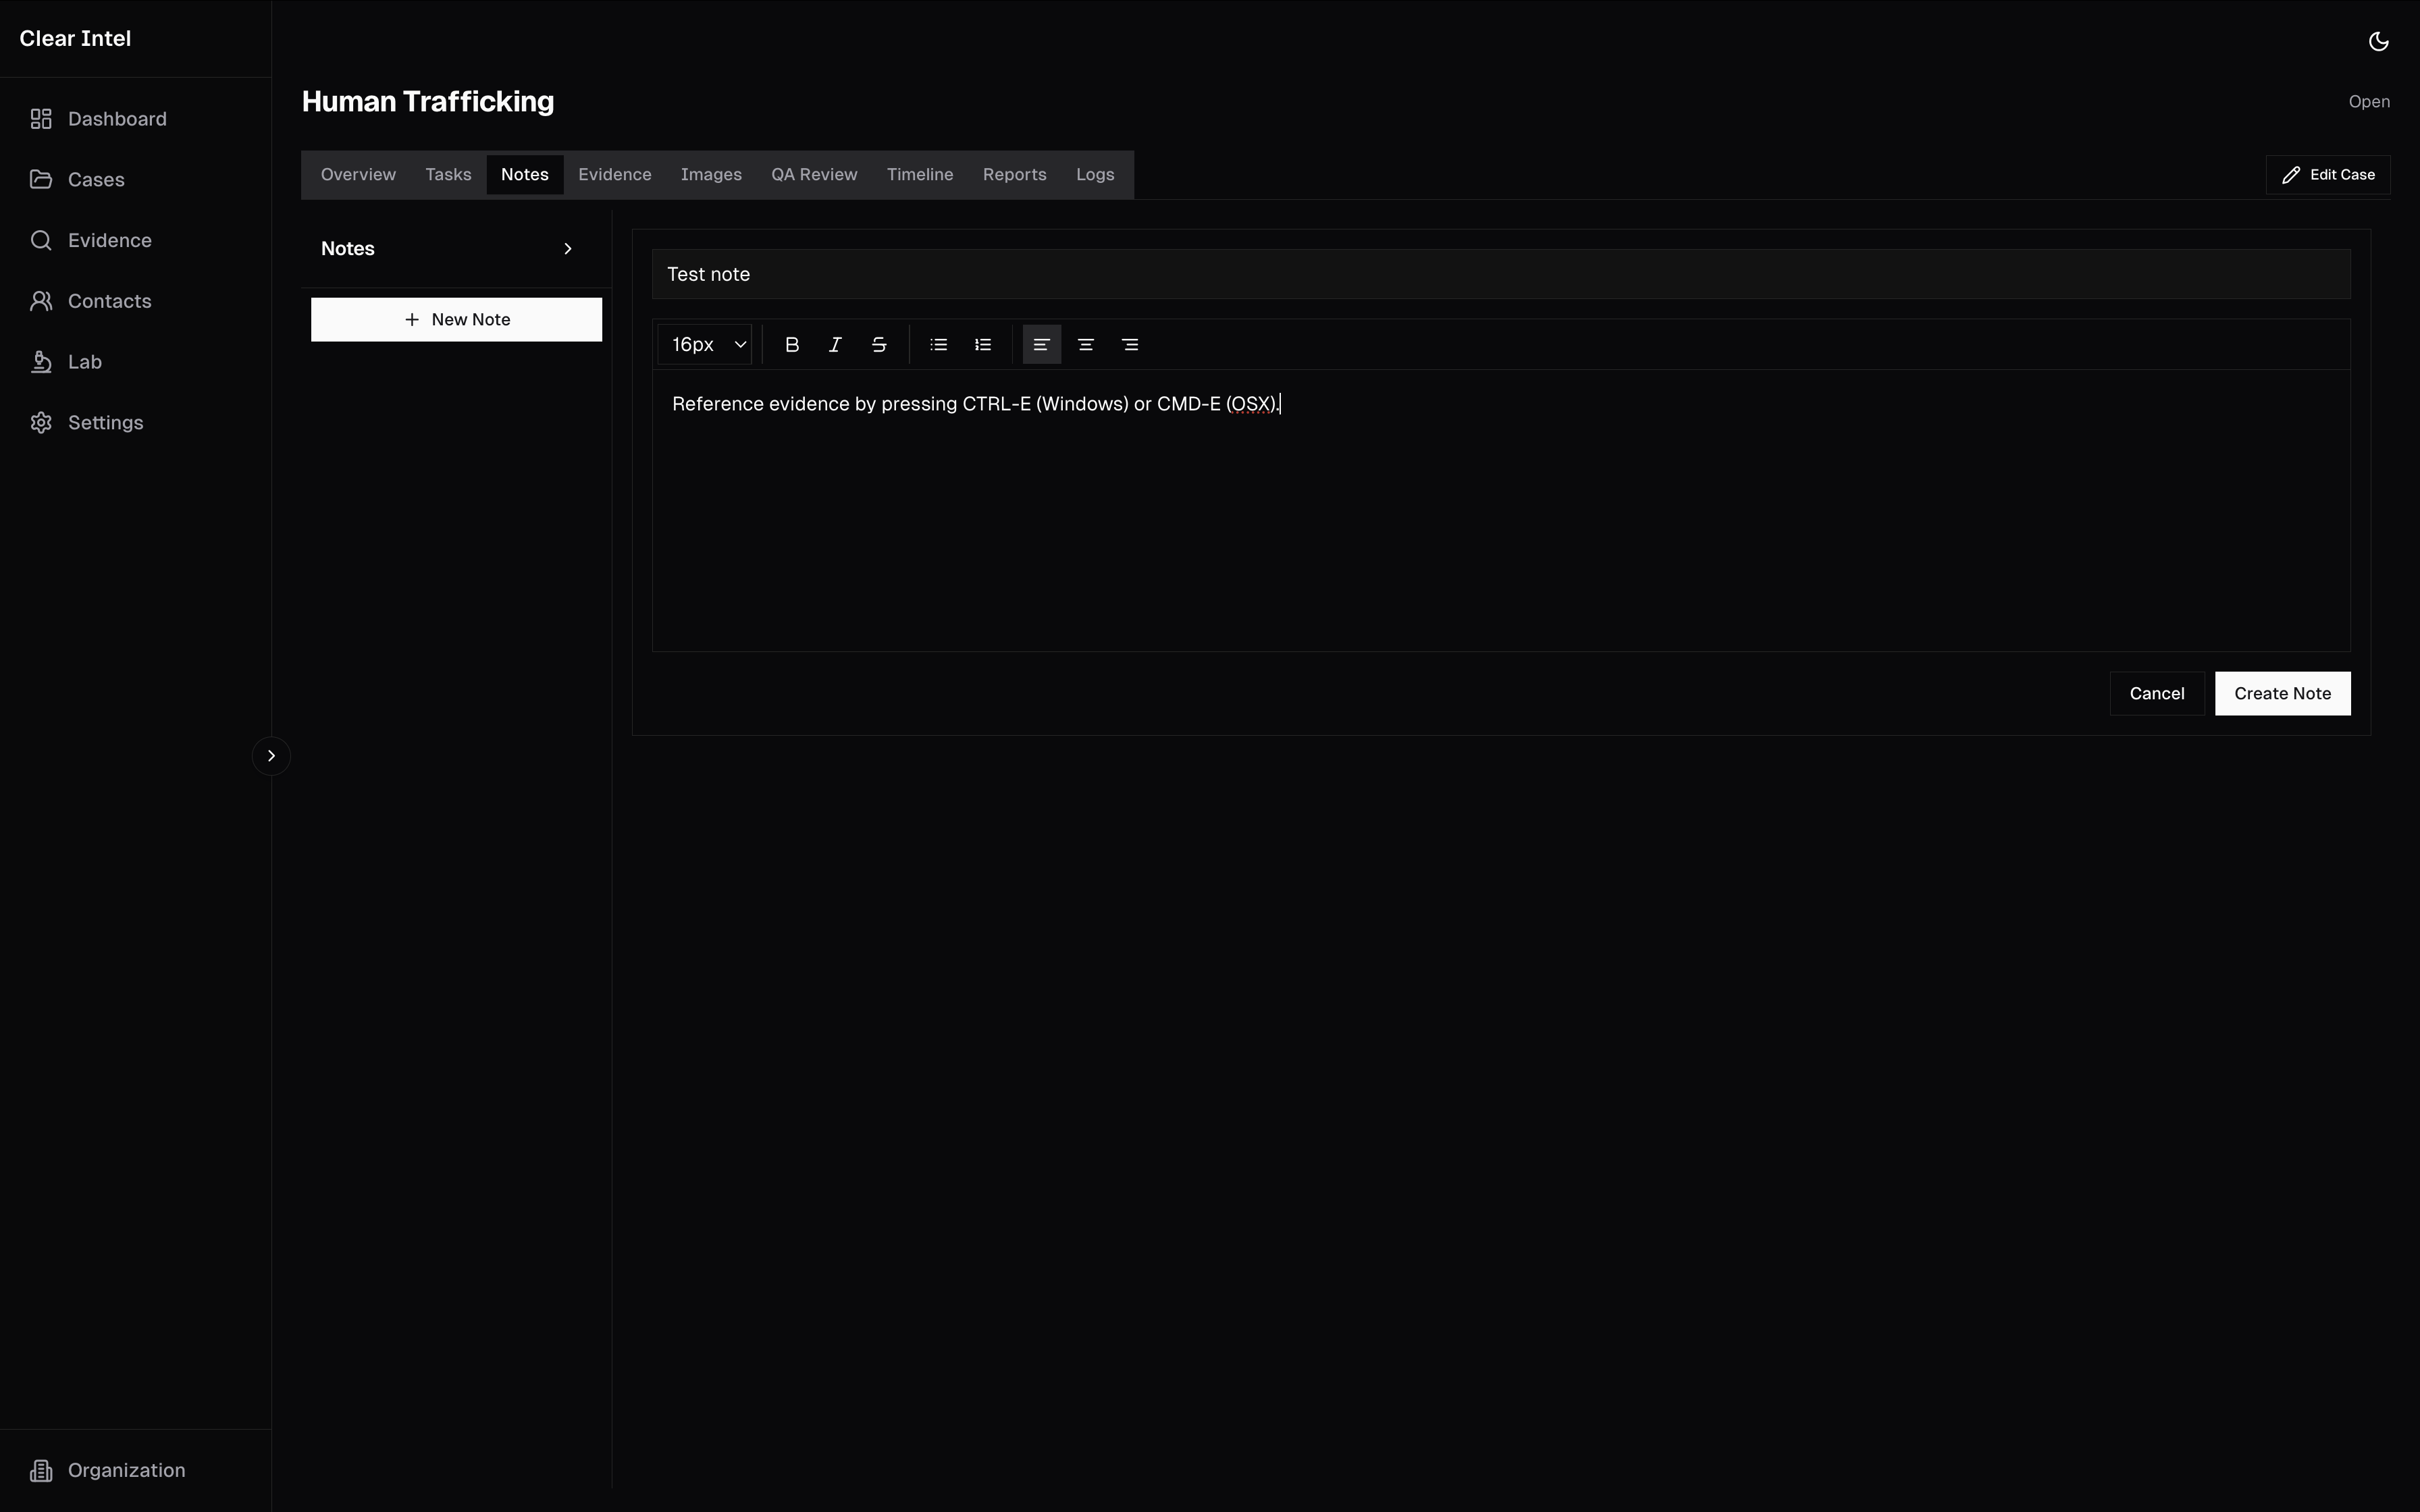 Clear Intel
Dashboard
Cases
Evidence
Contacts
Lab
Settings
Organization
Human Trafficking
Open
Overview Tasks Notes Evidence Images QA Review Timeline Reports Logs
Edit Case
Notes
+ New Note
Test note
16px B I S
Reference evidence by pressing CTRL-E (Windows) or CMD-E (OSX).
Cancel Create Note